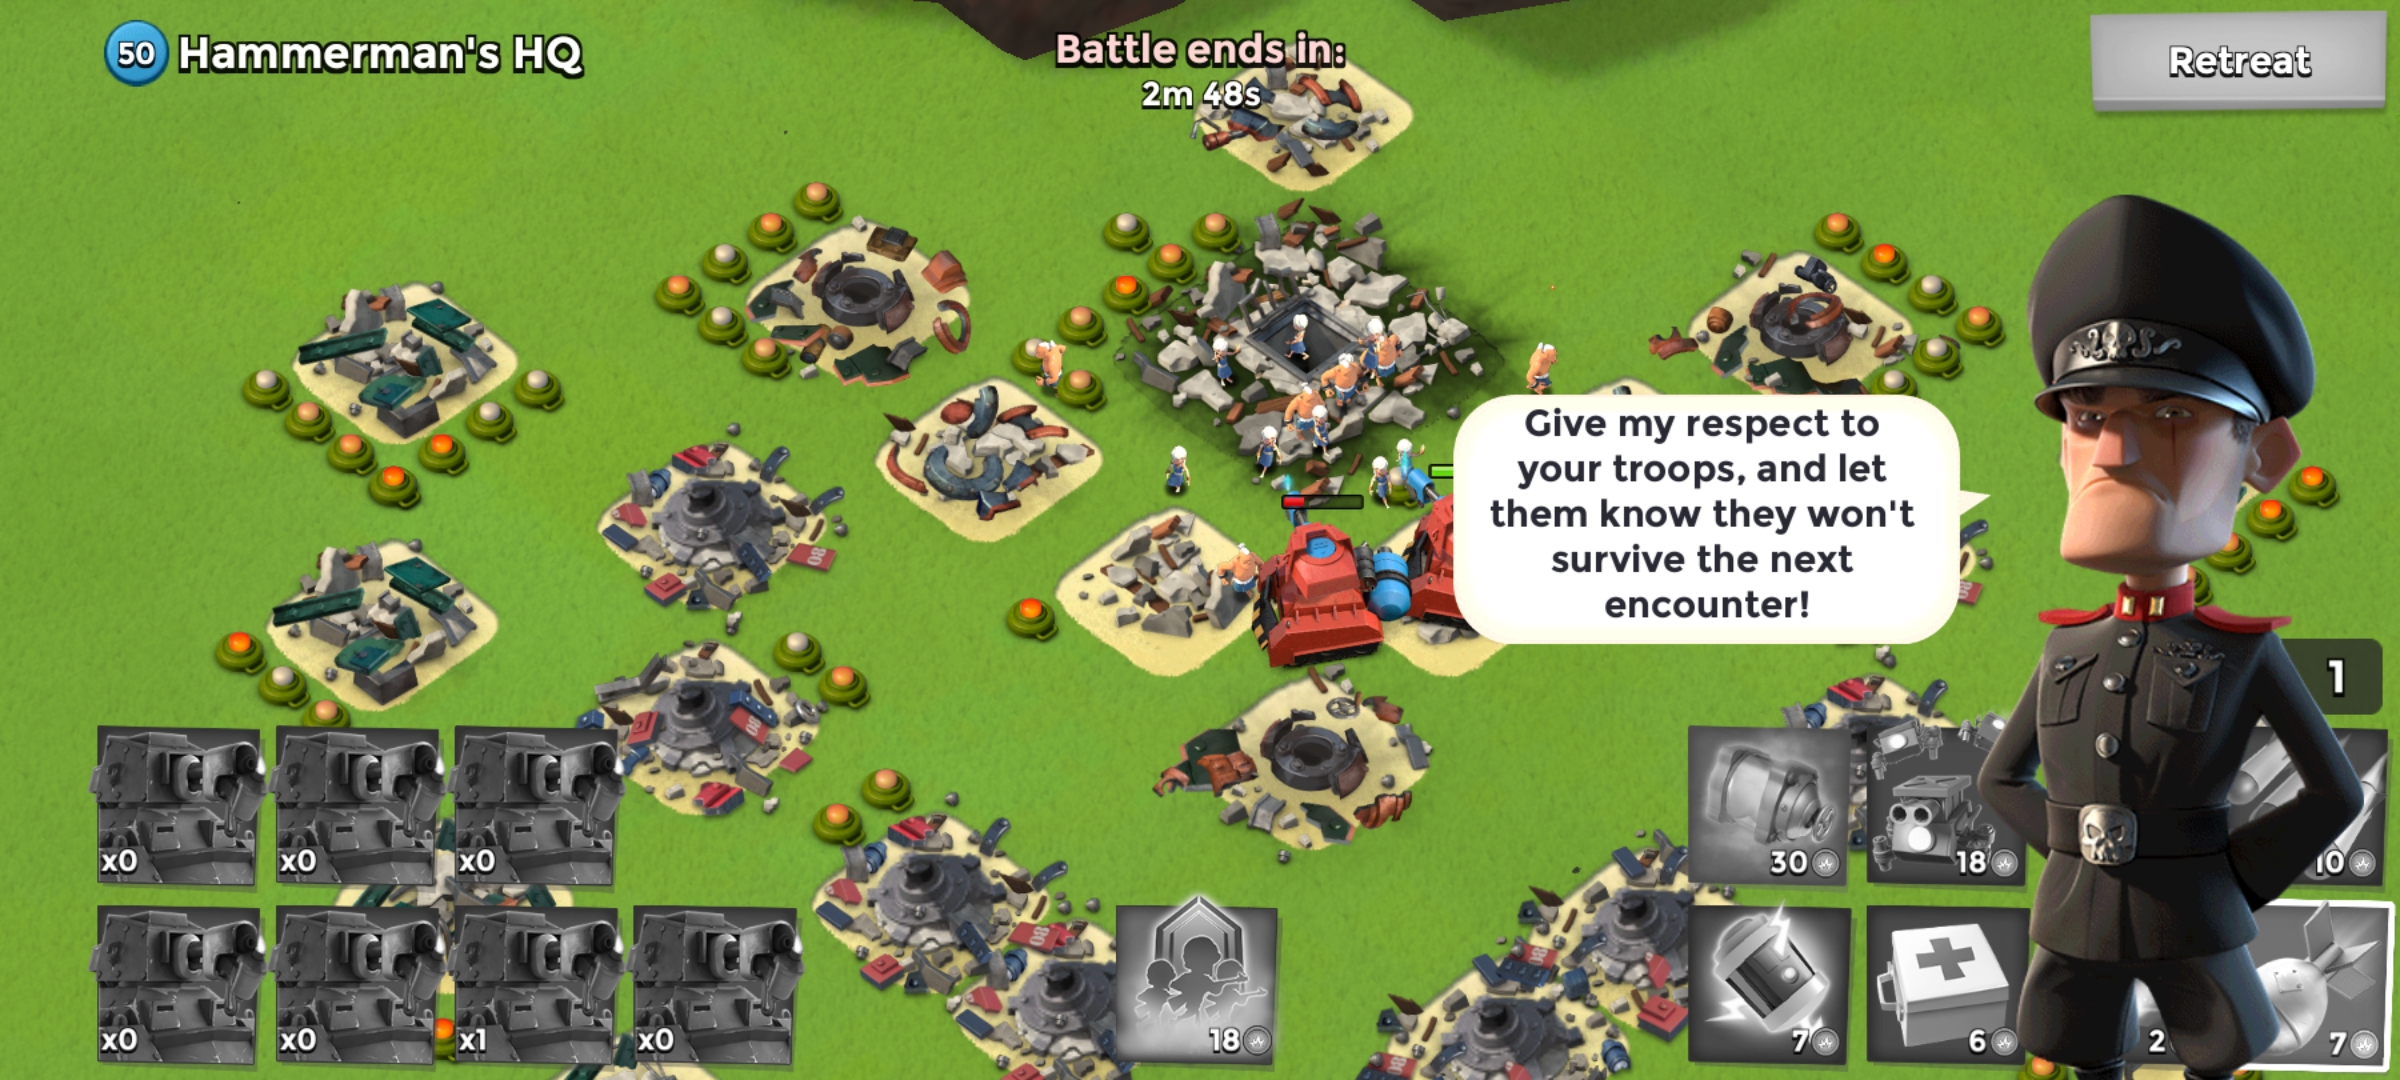 50 Hammerman's HQ
Battle ends in:
2m 48s
Retreat
Give my respect to
your troops, and let
them know they won't
survive the next
encounter!
1
x0
x0
x0
30
18
10
x0
x0
x1
x0
18
7
6
2
7